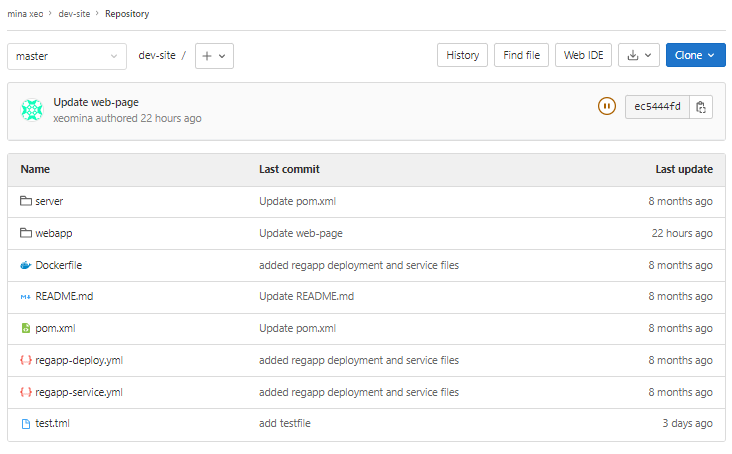 mina xeo > dev-site > Repository
master dev-site / + History Find file Web IDE Clone
Update web-page
xeomina authored 22 hours ago
ec5444fd
Name Last commit Last update
server Update pom.xml 8 months ago
webapp Update web-page 22 hours ago
Dockerfile added regapp deployment and service files 8 months ago
README.md Update README.md 8 months ago
pom.xml Update pom.xml 8 months ago
regapp-deploy.yml added regapp deployment and service files 8 months ago
regapp-service.yml added regapp deployment and service files 8 months ago
test.tml add testfile 3 days ago